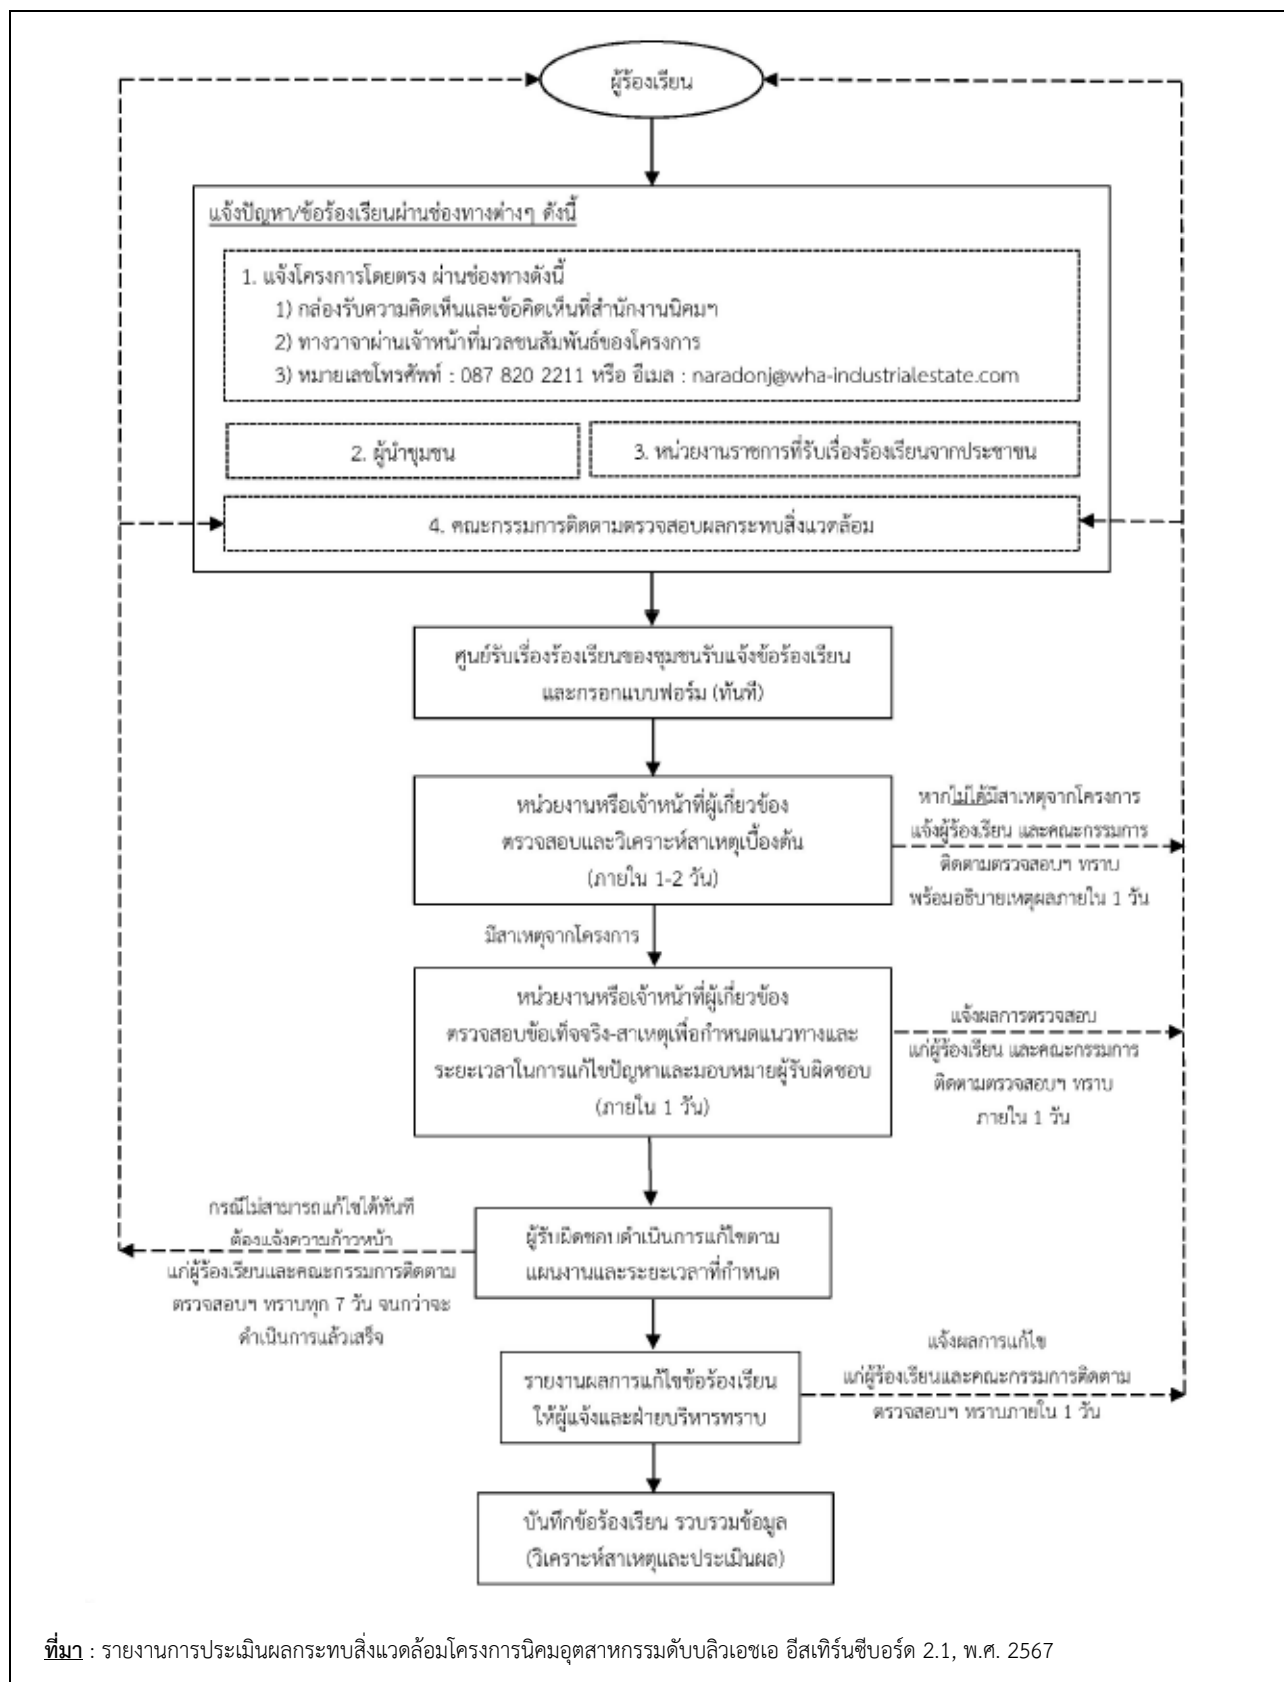 ผู้ร้องเรียน
แจ้งปัญหา/ข้อร้องเรียนผ่านช่องทางต่างๆ ดังนี้
1. แจ้งโครงการโดยตรง ผ่านช่องทางดังนี้
1) กล่องรับความคิดเห็นและข้อคิดเห็นที่สำนักงานนิคมฯ
2) ทางวาจาผ่านเจ้าหน้าที่มวลชนสัมพันธ์ของโครงการ
3) หมายเลขโทรศัพท์ : 087 820 2211 หรือ อีเมล : naradonj@wha-industrialestate.com
2. ผู้นำชุมชน
3. หน่วยงานราชการที่รับเรื่องร้องเรียนจากประชาชน
4. คณะกรรมการติดตามตรวจสอบผลกระทบสิ่งแวดล้อม
ศูนย์รับเรื่องร้องเรียนของชุมชนรับแจ้งข้อร้องเรียน
และกรอกแบบฟอร์ม (ทันที)
หน่วยงานหรือเจ้าหน้าที่ผู้เกี่ยวข้อง
ตรวจสอบและวิเคราะห์สาเหตุเบื้องต้น
(ภายใน 1-2 วัน)
หากไม่ได้มีสาเหตุจากโครงการ
แจ้งผู้ร้องเรียน และคณะกรรมการ
ติดตามตรวจสอบฯ ทราบ
พร้อมอธิบายเหตุผลภายใน 1 วัน
มีสาเหตุจากโครงการ
หน่วยงานหรือเจ้าหน้าที่ผู้เกี่ยวข้อง
ตรวจสอบข้อเท็จจริง-สาเหตุเพื่อกำหนดแนวทางและ
ระยะเวลาในการแก้ไขปัญหาและมอบหมายผู้รับผิดชอบ
(ภายใน 1 วัน)
แจ้งผลการตรวจสอบ
แก่ผู้ร้องเรียน และคณะกรรมการ
ติดตามตรวจสอบฯ ทราบ
ภายใน 1 วัน
กรณีไม่สามารถแก้ไขได้ทันที
ต้องแจ้งความก้าวหน้า
แก่ผู้ร้องเรียนและคณะกรรมการติดตาม
ตรวจสอบฯ ทราบทุก 7 วัน จนกว่าจะ
ดำเนินการแล้วเสร็จ
ผู้รับผิดชอบดำเนินการแก้ไขตาม
แผนงานและระยะเวลาที่กำหนด
รายงานผลการแก้ไขข้อร้องเรียน
ให้ผู้แจ้งและฝ่ายบริหารทราบ
แจ้งผลการแก้ไข
แก่ผู้ร้องเรียนและคณะกรรมการติดตาม
ตรวจสอบฯ ทราบภายใน 1 วัน
บันทึกข้อร้องเรียน รวบรวมข้อมูล
(วิเคราะห์สาเหตุและประเมินผล)
ที่มา : รายงานการประเมินผลกระทบสิ่งแวดล้อมโครงการนิคมอุตสาหกรรมดับบลิวเอชเอ อีสเทิร์นซีบอร์ด 2.1, พ.ศ. 2567